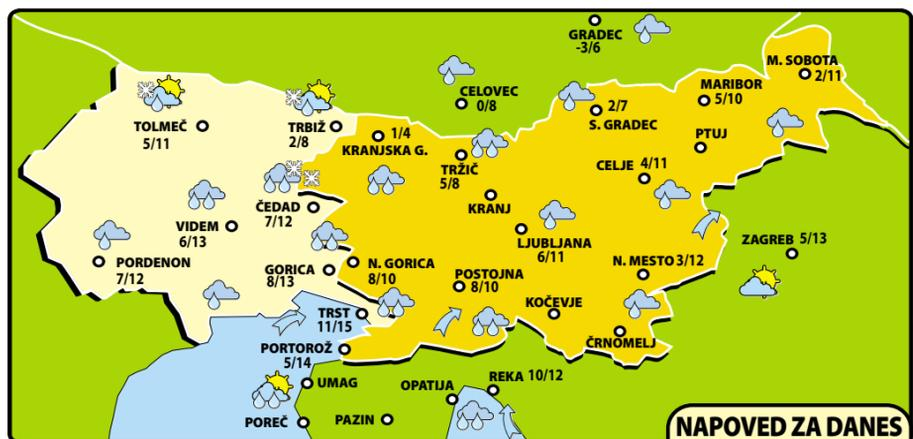 GRADEC
-3/6
M. SOBOTA
2/11
MARIBOR
5/10
CELOVEC
0/8
2/7
S. GRADEC
TOLMEČ
5/11
TRBIŽ
2/8
1/4
KRANJSKA G.
PTUJ
TRŽIČ
5/8
CELJE 4/11
KRANJ
ČEDAD
7/12
VIDEM
6/13
LJUBLJANA
6/11
ZAGREB 5/13
PORDENON
7/12
GORICA
8/13
N. GORICA
8/10
POSTOJNA
8/10
N. MESTO 3/12
KOČEVJE
TRST
11/15
ČRNOMELJ
PORTOROŽ
5/14
UMAG
OPATIJA
REKA 10/12
POREČ
PAZIN
NAPOVED ZA DANES